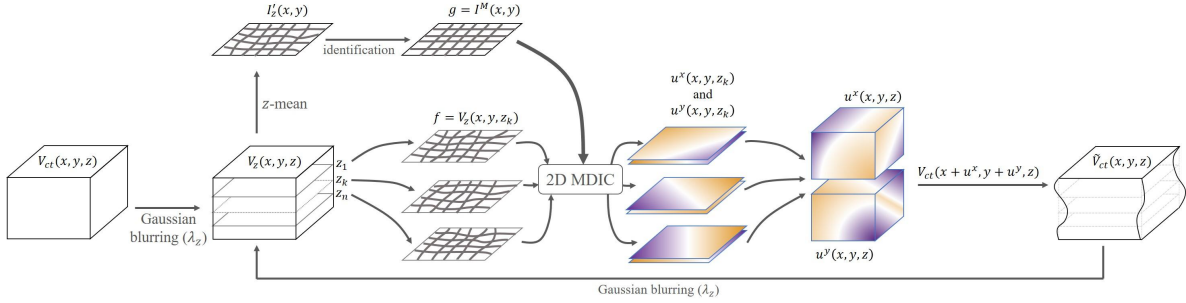 I′_z(x, y)
g = I^M(x, y)
identification
z-mean
f = V_z(x, y, z_k)
u^x(x, y, z_k)
and
u^y(x, y, z_k)
u^x(x, y, z)
V_ct(x, y, z)
V_z(x, y, z)
z_1
z_k
z_n
2D MDIC
V_ct(x + u^x, y + u^y, z)
Ṽ_ct(x, y, z)
Gaussian
blurring (λ_z)
u^y(x, y, z)
Gaussian blurring (λ_z)